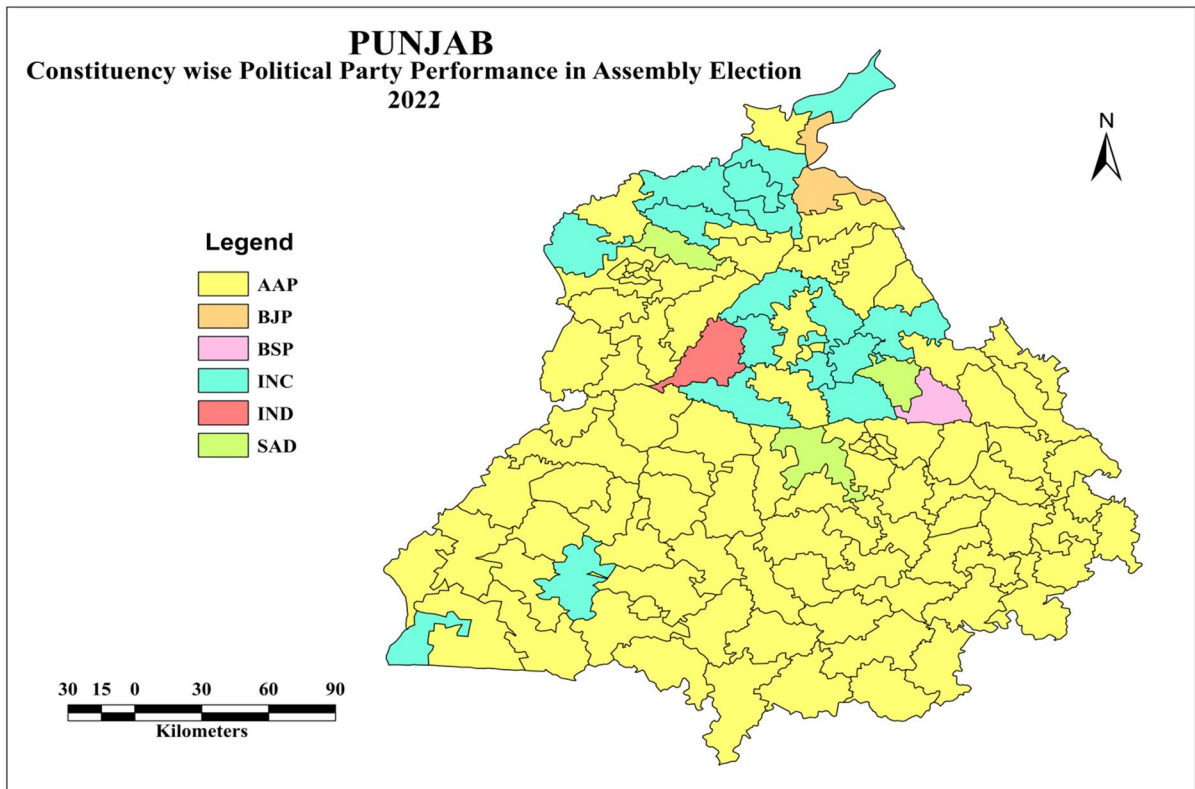 PUNJAB
Constituency wise Political Party Performance in Assembly Election
2022
N
Legend
AAP
BJP
BSP
INC
IND
SAD
30 15 0 30 60 90
Kilometers